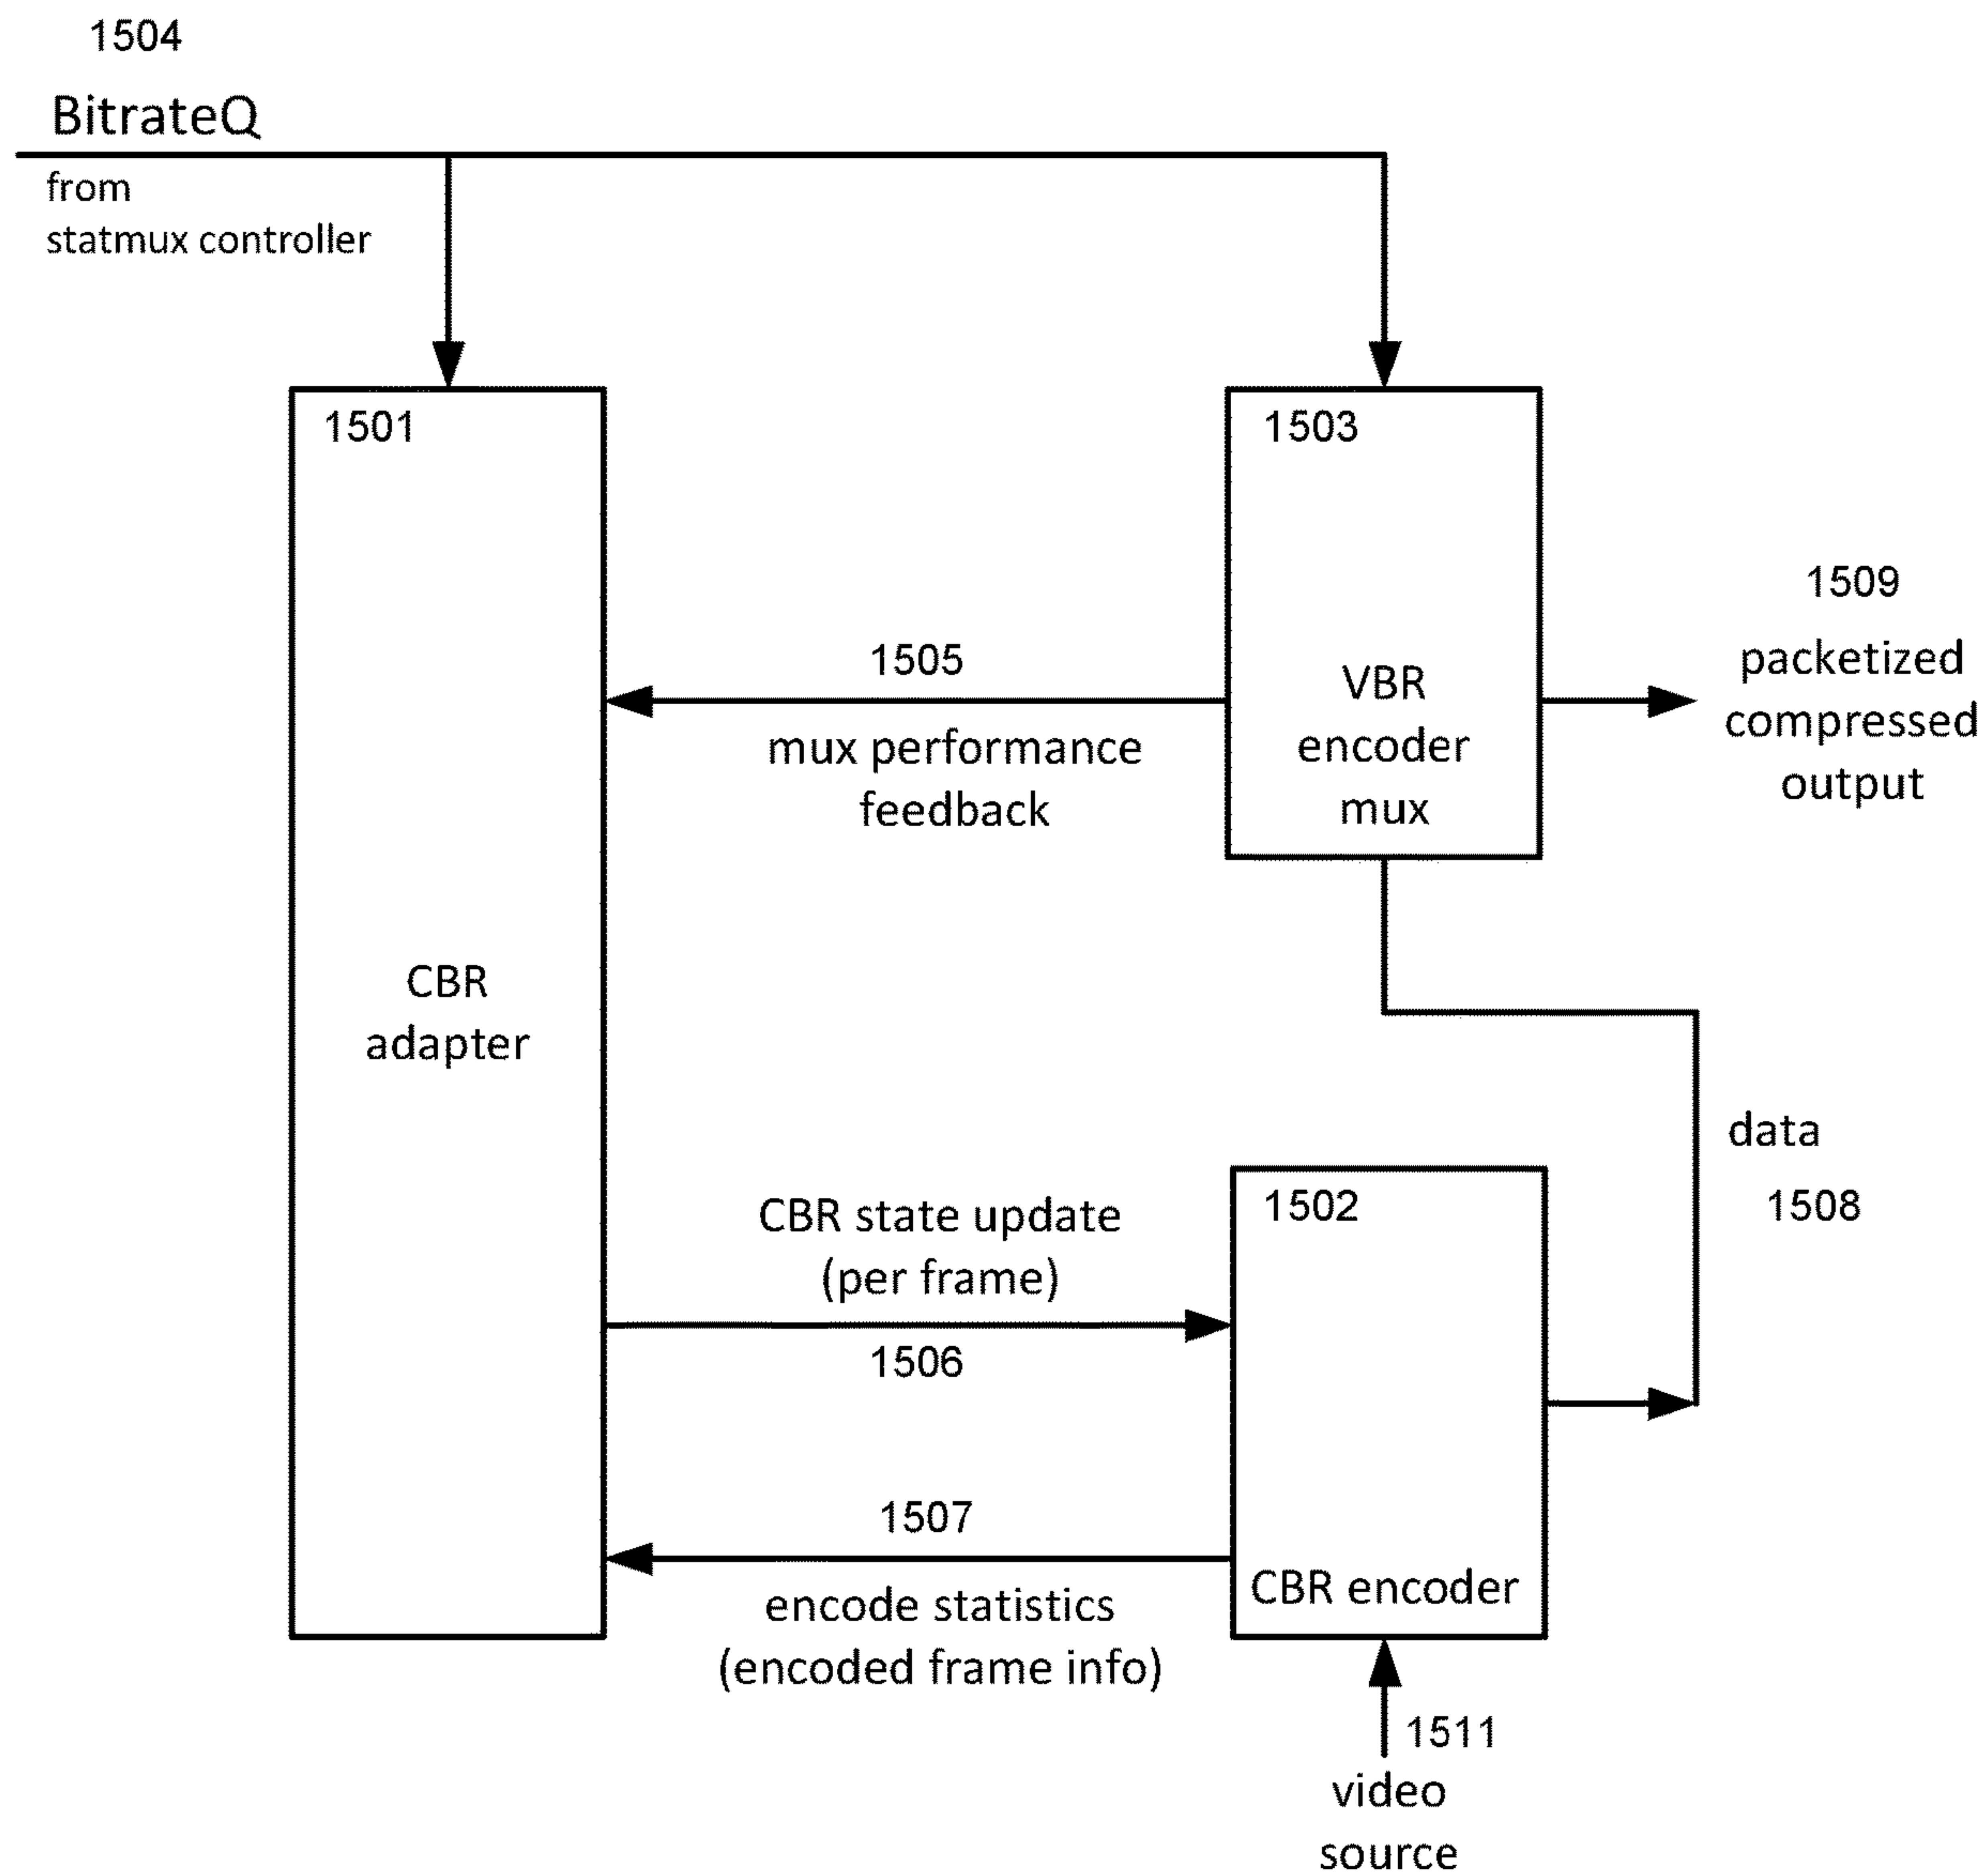 1504
BitrateQ
from
statmux controller
1501
1503
1509
packetized
compressed
output
1505
mux performance
feedback
VBR
encoder
mux
CBR
adapter
data
1508
CBR state update
(per frame)
1506
1502
1507
encode statistics
(encoded frame info)
CBR encoder
1511
video
source